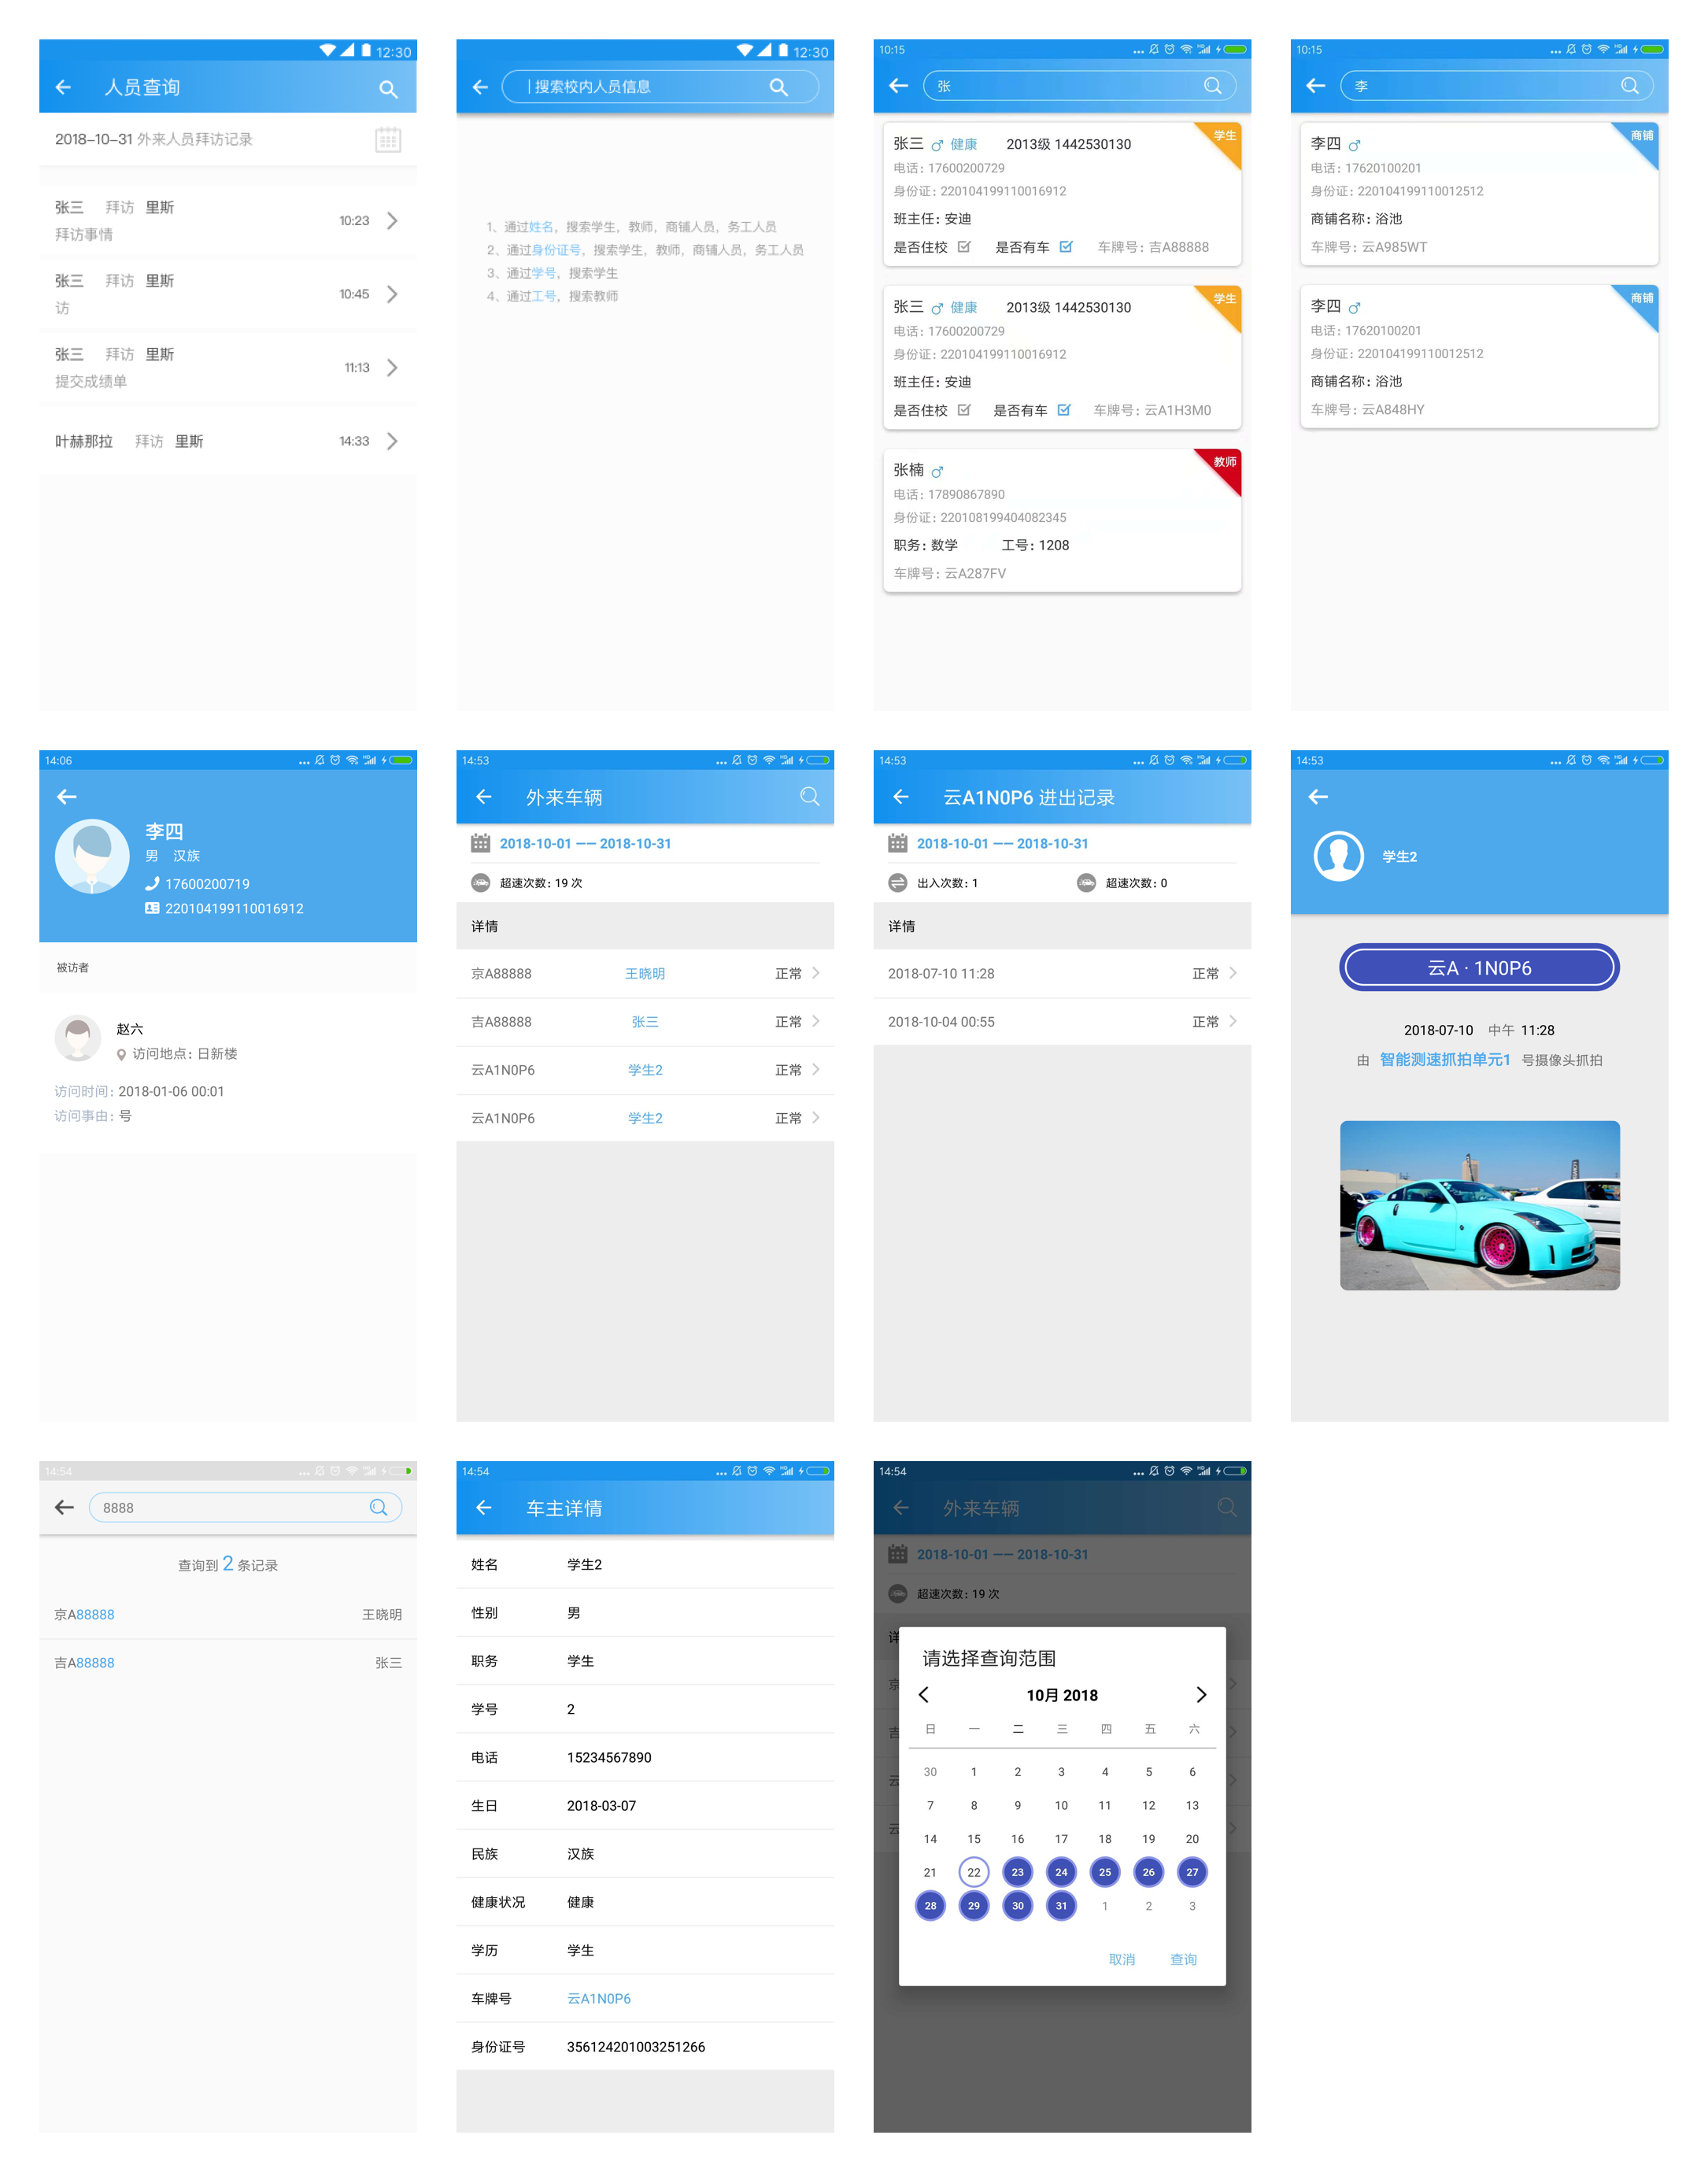 12:30
人员查询
2018-10-31 外来人员拜访记录
张三 拜访 里斯
拜访事情
10:23
张三 拜访 里斯
访
10:45
张三 拜访 里斯
提交成绩单
11:13
叶赫那拉 拜访 里斯
14:33
12:30
搜索校内人员信息
1、通过姓名，搜索学生，教师，商铺人员，务工人员
2、通过身份证号，搜索学生，教师，商铺人员，务工人员
3、通过学号，搜索学生
4、通过工号，搜索教师
10:15
张
张三 ♂ 健康 2013级 1442530130
学生
电话: 17600200729
身份证: 220104199110016912
班主任: 安迪
是否住校 是否有车 车牌号: 吉A88888
张三 ♂ 健康 2013级 1442530130
学生
电话: 17600200729
身份证: 220104199110016912
班主任: 安迪
是否住校 是否有车 车牌号: 云A1H3M0
张楠 ♂
教师
电话: 17890867890
身份证: 220108199404082345
职务: 数学 工号: 1208
车牌号: 云A287FV
10:15
李
李四 ♂
商铺
电话: 17620100201
身份证: 220104199110012512
商铺名称: 浴池
车牌号: 云A985WT
李四 ♂
商铺
电话: 17620100201
身份证: 220104199110012512
商铺名称: 浴池
车牌号: 云A848HY
14:06
李四
男 汉族
17600200719
220104199110016912
被访者
赵六
访问地点: 日新楼
访问时间: 2018-01-06 00:01
访问事由: 号
14:53
外来车辆
2018-10-01 —— 2018-10-31
超速次数: 19 次
详情
京A88888 王晓明 正常
吉A88888 张三 正常
云A1N0P6 学生2 正常
云A1N0P6 学生2 正常
14:53
云A1N0P6 进出记录
2018-10-01 —— 2018-10-31
出入次数: 1 超速次数: 0
详情
2018-07-10 11:28 正常
2018-10-04 00:55 正常
14:53
学生2
云A · 1N0P6
2018-07-10 中午 11:28
由 智能测速抓拍单元1 号摄像头抓拍
14:54
8888
查询到 2 条记录
京A88888 王晓明
吉A88888 张三
14:54
车主详情
姓名 学生2
性别 男
职务 学生
学号 2
电话 15234567890
生日 2018-03-07
民族 汉族
健康状况 健康
学历 学生
车牌号 云A1N0P6
身份证号 356124201003251266
14:54
外来车辆
2018-10-01 —— 2018-10-31
超速次数: 19 次
请选择查询范围
10月 2018
日 一 二 三 四 五 六
30 1 2 3 4 5 6
7 8 9 10 11 12 13
14 15 16 17 18 19 20
21 22 23 24 25 26 27
28 29 30 31 1 2 3
取消 查询